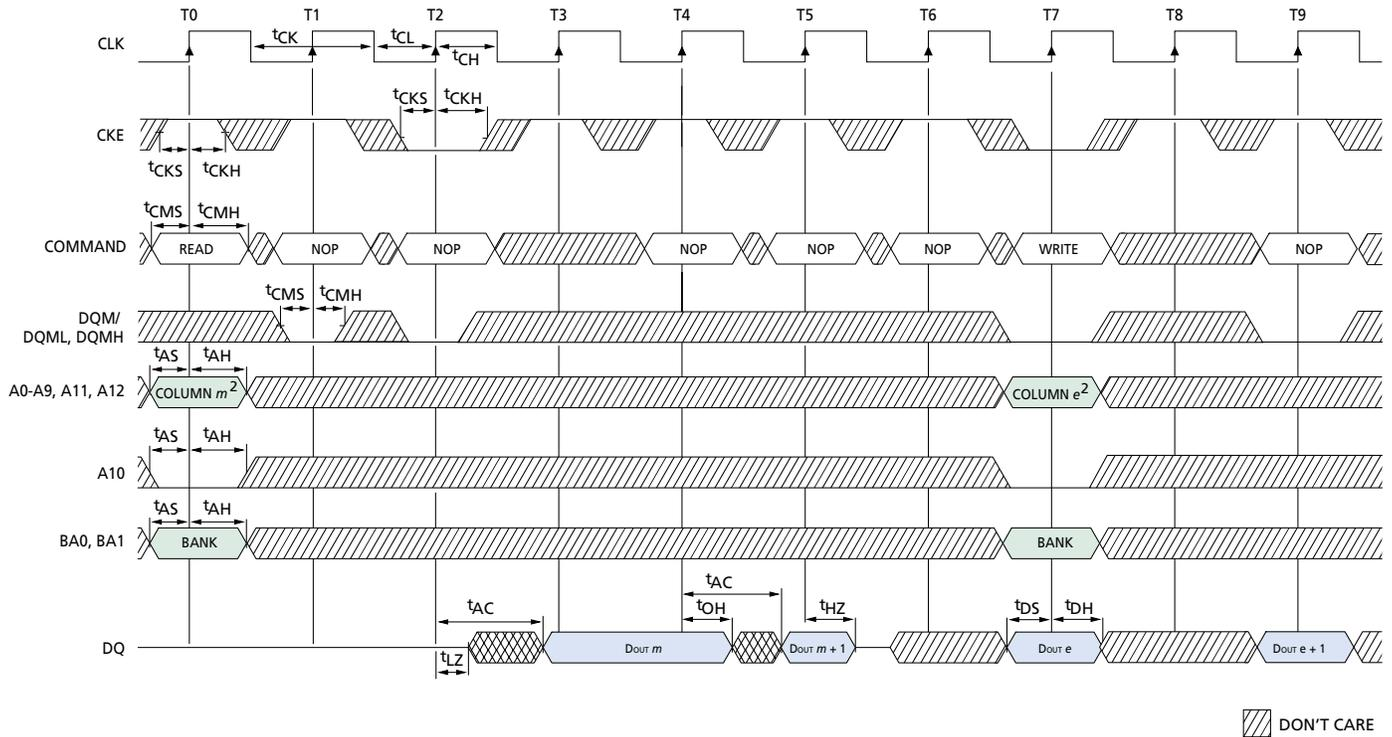 T0 T1 T2 T3 T4 T5 T6 T7 T8 T9
CLK
tCK tCL
tCH
tCKS tCKH
CKE
tCKS tCKH
tCMS tCMH
COMMAND READ NOP NOP NOP NOP NOP WRITE NOP
tCMS tCMH
DQM/
DQML, DQMH
tAS tAH
A0-A9, A11, A12 COLUMN m2 COLUMN e2
tAS tAH
A10
tAS tAH
BA0, BA1 BANK BANK
tAC
tAC tOH tHZ tDS tDH
DQ DOUT m DOUT m + 1 DOUT e DOUT e + 1
tLZ
DON'T CARE